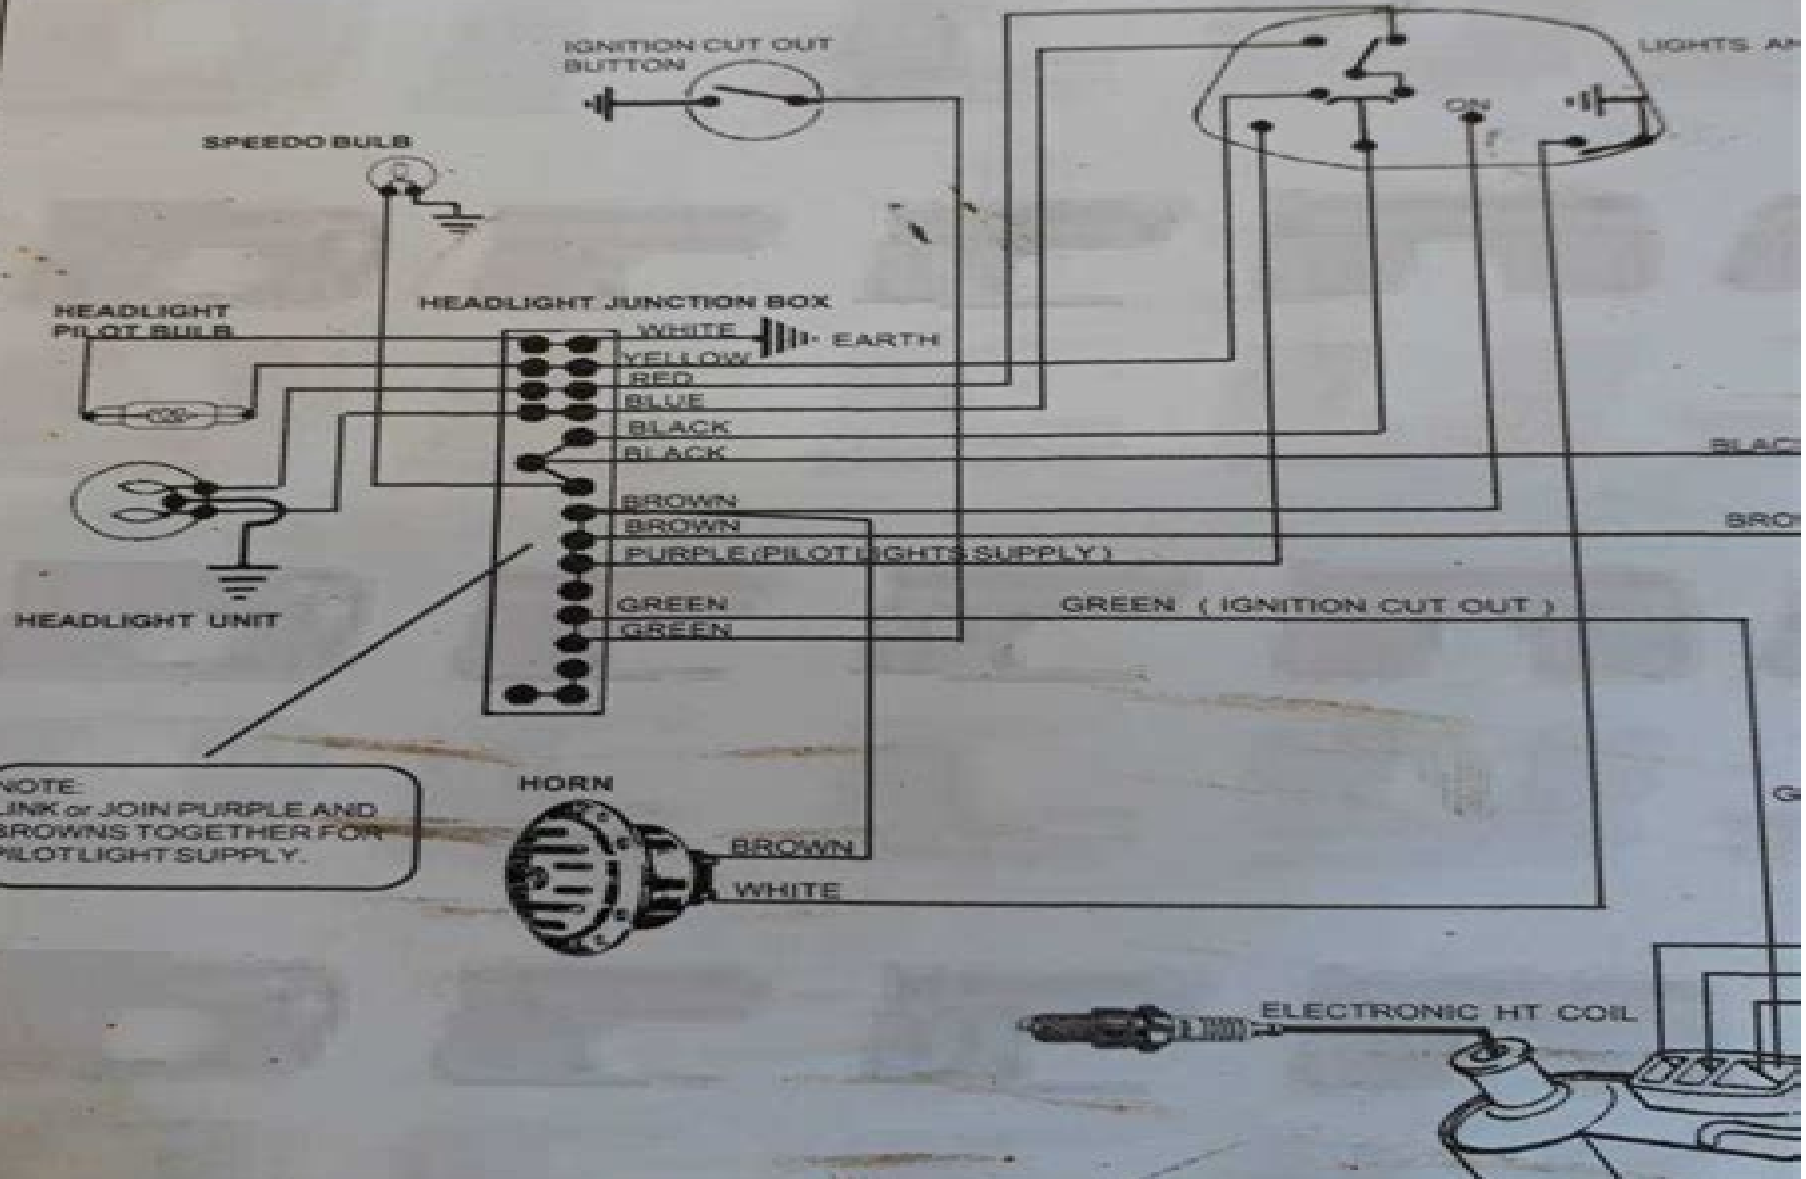 IGNITION CUT OUT
BUTTON
LIGHTS
ON
SPEEDO BULB
HEADLIGHT
PILOT BULB
HEADLIGHT JUNCTION BOX
WHITE
EARTH
YELLOW
RED
BLUE
BLACK
BLACK
BROWN
BROWN
PURPLE (PILOT LIGHTS SUPPLY)
GREEN
GREEN ( IGNITION CUT OUT )
GREEN
HEADLIGHT UNIT
NOTE:
LINK or JOIN PURPLE AND
BROWNS TOGETHER FOR
PILOT LIGHT SUPPLY.
HORN
BROWN
WHITE
ELECTRONIC HT COIL